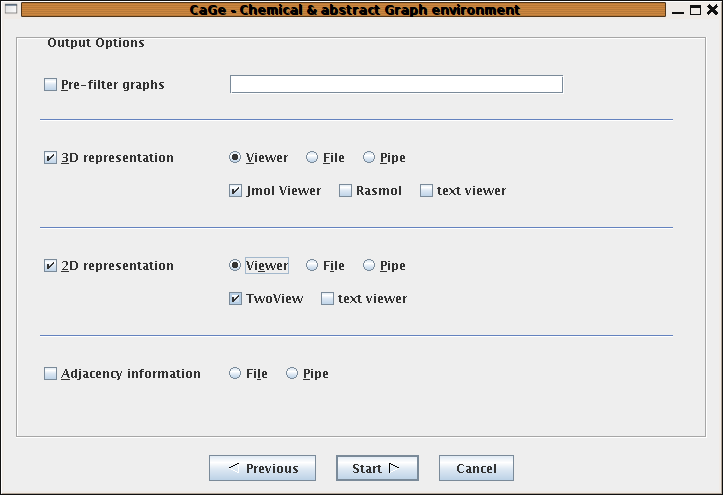 CaGe - Chemical & abstract Graph environment
Output Options
Pre-filter graphs
3D representation Viewer File Pipe
Jmol Viewer Rasmol text viewer
2D representation Viewer File Pipe
TwoView text viewer
Adjacency information File Pipe
Previous Start Cancel